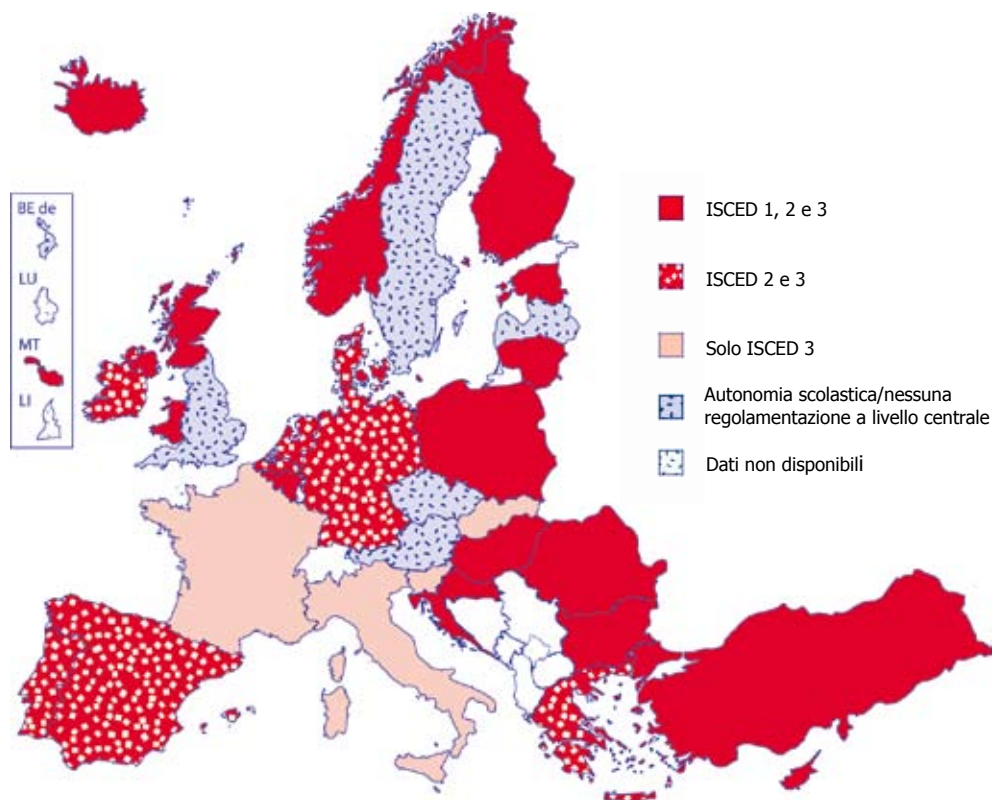 BE de
LU
MT
LI
ISCED 1, 2 e 3
ISCED 2 e 3
Solo ISCED 3
Autonomia scolastica/nessuna
regolamentazione a livello centrale
Dati non disponibili